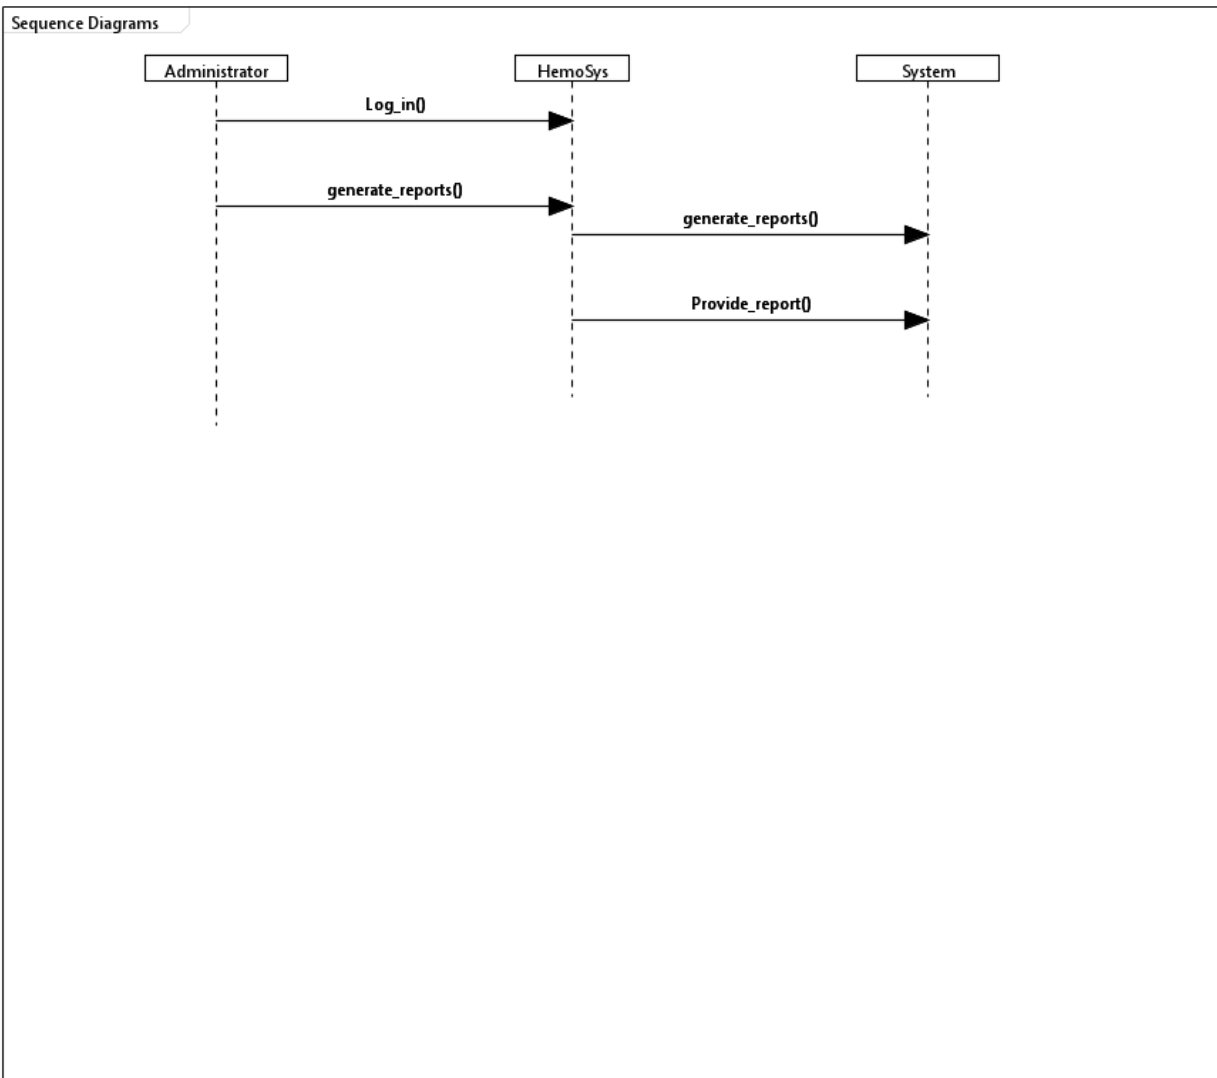 Sequence Diagrams
Administrator
HemoSys
System
Log_in()
generate_reports()
generate_reports()
Provide_report()